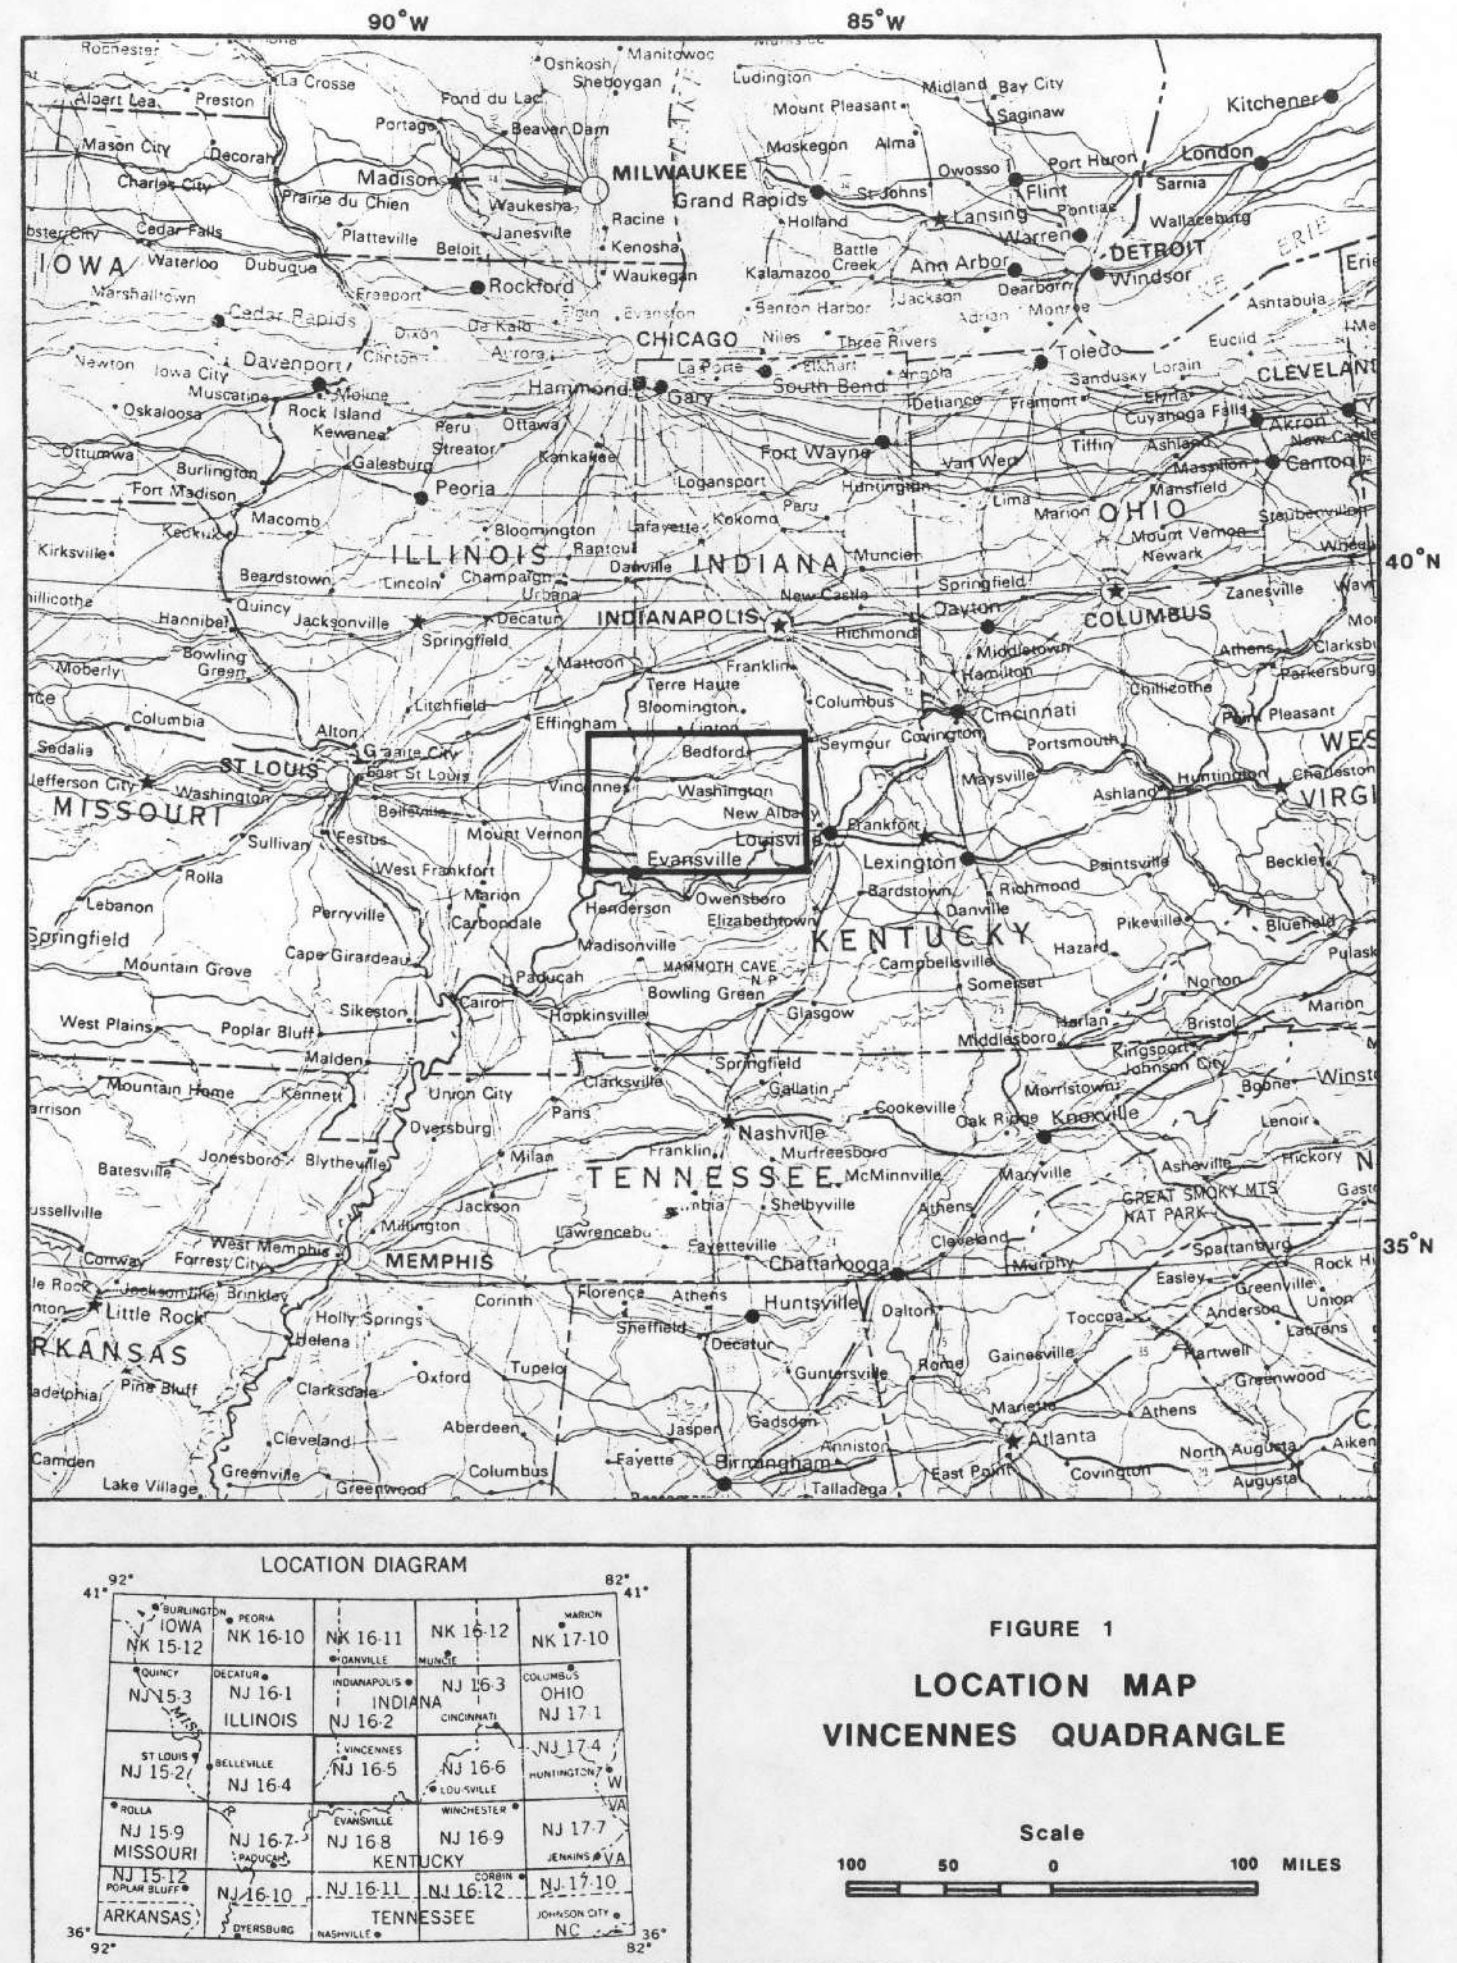 90°W 85°W
Rochester Manitowoc
Oshkosh
La Crosse Sheboygan Ludington Midland Bay City
Albert Lea Preston Fond du Lac Mount Pleasant Kitchener
Portage Beaver Dam Saginaw
Mason City Decorah Muskegon Alma
Madison MILWAUKEE Owosso Port Huron London
Charles City Grand Rapids St Johns Flint Sarnia
Prairie du Chien Waukesha Lansing Pontiac
Racine Holland Wallaceburg
Cedar Falls Platteville Janesville Warren
Beloit Kenosha Battle DETROIT ERIE
IOWA Waterloo Dubuque Creek Ann Arbor
Waukegan Kalamazoo Windsor Erie
Marshalltown Freeport Rockford Jackson Dearborn
Elgin Evanston Benton Harbor Adrian Monroe Ashtabula
Cedar Rapids Dixon De Kalb
Clinton Aurora CHICAGO Niles Three Rivers Euclid
Newton Iowa City Davenport La Porte Elkhart Angola Toledo
Muscatine Moline Hammond Gary South Bend Sandusky Lorain CLEVELAND
Oskaloosa Rock Island Defiance Fremont Elyria
Kewanee Peru Ottawa Cuyahoga Falls Akron
Ottumwa Streator Fort Wayne Tiffin Ashland New Castle
Burlington Galesburg Kankakee Van Wert Massillon Canton
Fort Madison Peoria Logansport Huntington Mansfield
Macomb Peru Lima Marion OHIO
Keokuk Bloomington Lafayette Kokomo Steubenville
Kirksville ILLINOIS Rantoul INDIANA Muncie Mount Vernon
Newark
40°N
Beardstown Lincoln Champaign Danville Springfield
Urbana New Castle Zanesville
Quincy INDIANAPOLIS Dayton COLUMBUS
Hannibal Jacksonville Decatur Richmond
Springfield
Bowling Middletown Athens
Moberly Green Mattoon Franklin Hamilton Parkersburg
Terre Haute Chillicothe
Columbia Litchfield Bloomington Columbus Cincinnati Point Pleasant
Alton Effingham Linton
Sedalia Granite City Bedford Seymour Covington Portsmouth WES
ST LOUIS East St Louis Maysville Huntington Charleston
Jefferson City Washington Vincennes Washington Ashland VIRGI
MISSOURI Belleville New Albany
Sullivan Festus Mount Vernon Louisville Frankfort
Evansville Lexington Paintsville Beckley
Rolla West Frankfort
Marion Owensboro Bardstown Richmond
Lebanon Perryville Carbondale Henderson Danville Pikeville Bluefield
Elizabethtown
Springfield KENTUCKY
Cape Girardeau Madisonville Hazard Pulask
Mountain Grove MAMMOTH CAVE Campbellsville
Paducah N P Somerset Norton
Cairo Bowling Green Marion
West Plains Sikeston Hopkinsville Glasgow Harlan
Poplar Bluff Bristol
Malden Middlesboro Kingsport
Springfield Johnson City
Mountain Home Kennett Clarksville Gallatin Morristown Boone Winst
Union City
Paris Cookeville Oak Ridge Knoxville Lenoir
Dyersburg Nashville
Jonesboro Blytheville Milan Franklin Murfreesboro Hickory
Batesville TENNESSEE McMinnville Maryville Asheville N
GREAT SMOKY MTS
Jackson Shelbyville Athens NAT PARK
Millington
West Memphis Lawrencebu Fayetteville Cleveland Spartanburg
35°N
Conway Forrest City MEMPHIS Chattanooga Murphy Rock Hi
Easley Greenville
Jacksonville Brinkley Corinth Florence Athens Huntsville
Little Rock Holly Springs Sheffield Dalton Toccoa Anderson Union
Laurens
Helena Decatur
RKANSAS Rome Gainesville Hartwell
Pine Bluff Clarksdale Oxford Tupelo Guntersville Greenwood
Marietta Athens
Aberdeen Jasper Gadsden
Cleveland Anniston Atlanta
Camden Fayette Birmingham North Augusta Aiken
Greenville Columbus East Point Covington
Lake Village Greenwood Talladega Augusta
LOCATION DIAGRAM
92° 82°
41° 41°
BURLINGTON PEORIA MARION
IOWA
NK 15-12 NK 16-10 NK 16-11 NK 16-12 NK 17-10
DANVILLE MUNCIE
QUINCY DECATUR INDIANAPOLIS COLUMBUS
NJ 15-3 NJ 16-1 INDIANA NJ 16-3 OHIO
MISS ILLINOIS NJ 16-2 CINCINNATI NJ 17-1
ST LOUIS BELLEVILLE VINCENNES NJ 17-4
NJ 15-2 NJ 16-4 NJ 16-5 NJ 16-6 HUNTINGTON W
LOUISVILLE
ROLLA R EVANSVILLE WINCHESTER VA
NJ 15-9 NJ 16-7 NJ 16-8 NJ 16-9 NJ 17-7
MISSOURI PADUCAH KENTUCKY JENKINS VA
NJ 15-12 CORBIN
POPLAR BLUFF NJ 16-10 NJ 16-11 NJ 16-12 NJ 17-10
ARKANSAS TENNESSEE JOHNSON CITY
DYERSBURG NASHVILLE NC
36° 36°
92° 82°
FIGURE 1
LOCATION MAP
VINCENNES QUADRANGLE
Scale
100 50 0 100 MILES